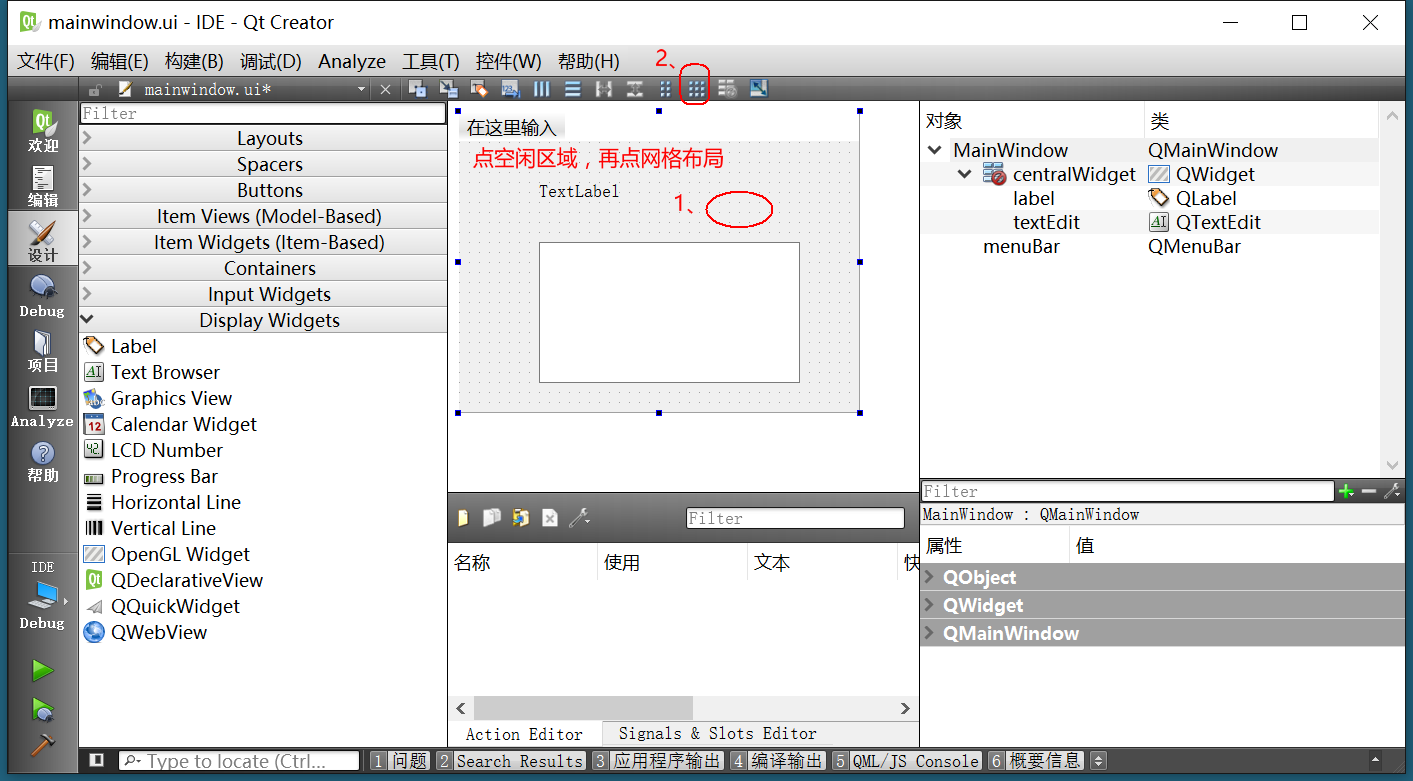 mainwindow.ui - IDE - Qt Creator
文件(F) 编辑(E) 构建(B) 调试(D) Analyze 工具(T) 控件(W) 帮助(H)
2、
mainwindow.ui*
欢迎
编辑
设计
Debug
项目
Analyze
帮助
IDE
Debug
Filter
Layouts
Spacers
Buttons
Item Views (Model-Based)
Item Widgets (Item-Based)
Containers
Input Widgets
Display Widgets
Label
Text Browser
Graphics View
Calendar Widget
LCD Number
Progress Bar
Horizontal Line
Vertical Line
OpenGL Widget
QDeclarativeView
QQuickWidget
QWebView
在这里输入
点空闲区域，再点网格布局
TextLabel
1、
Filter
名称 使用 文本 快
Action Editor Signals & Slots Editor
对象 类
MainWindow QMainWindow
centralWidget QWidget
label QLabel
textEdit QTextEdit
menuBar QMenuBar
Filter
MainWindow : QMainWindow
属性 值
QObject
QWidget
QMainWindow
Type to locate (Ctrl... 1 问题 2 Search Results 3 应用程序输出 4 编译输出 5 QML/JS Console 6 概要信息